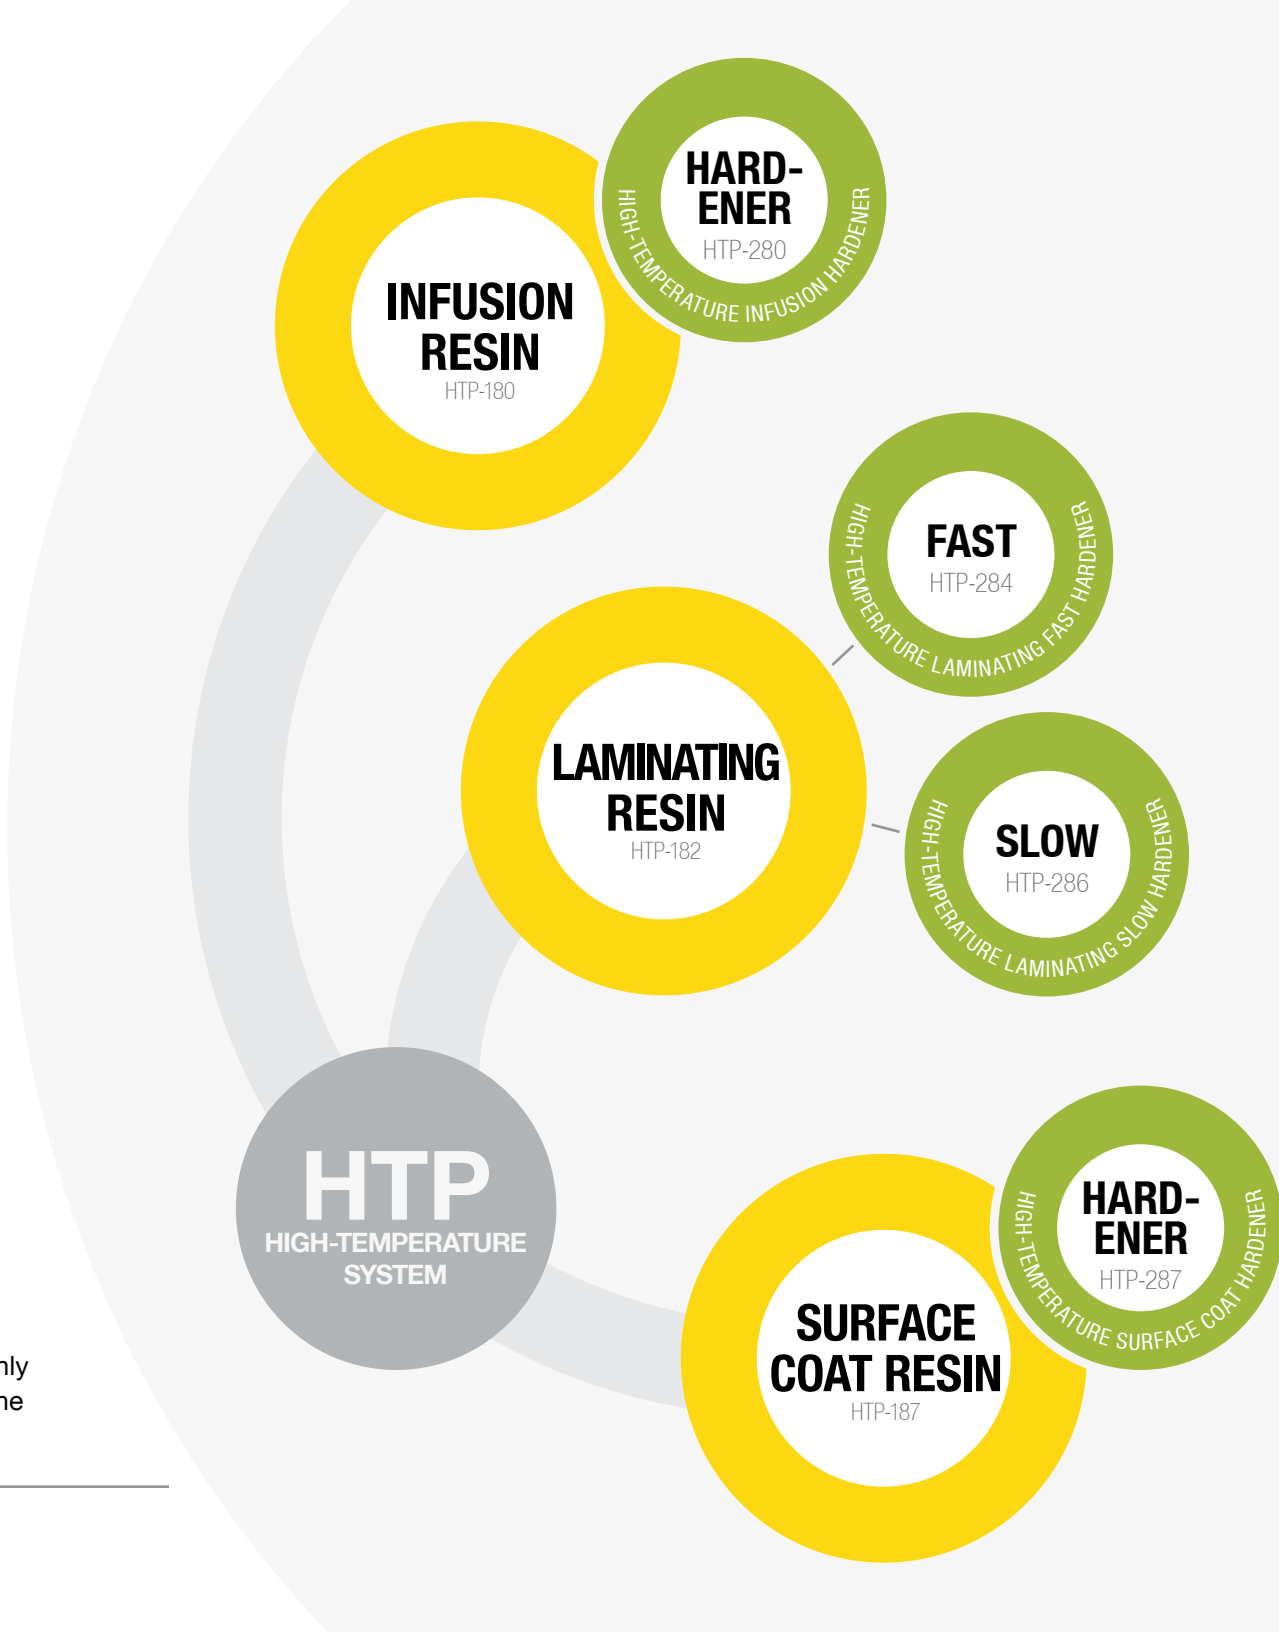 HARD-
ENER
HTP-280
HIGH-TEMPERATURE INFUSION HARDENER
INFUSION
RESIN
HTP-180
FAST
HTP-284
HIGH-TEMPERATURE LAMINATING FAST HARDENER
LAMINATING
RESIN
HTP-182
SLOW
HTP-286
HIGH-TEMPERATURE LAMINATING SLOW HARDENER
HTP
HIGH-TEMPERATURE
SYSTEM
HARD-
ENER
HTP-287
HIGH-TEMPERATURE SURFACE COAT HARDENER
SURFACE
COAT RESIN
HTP-187